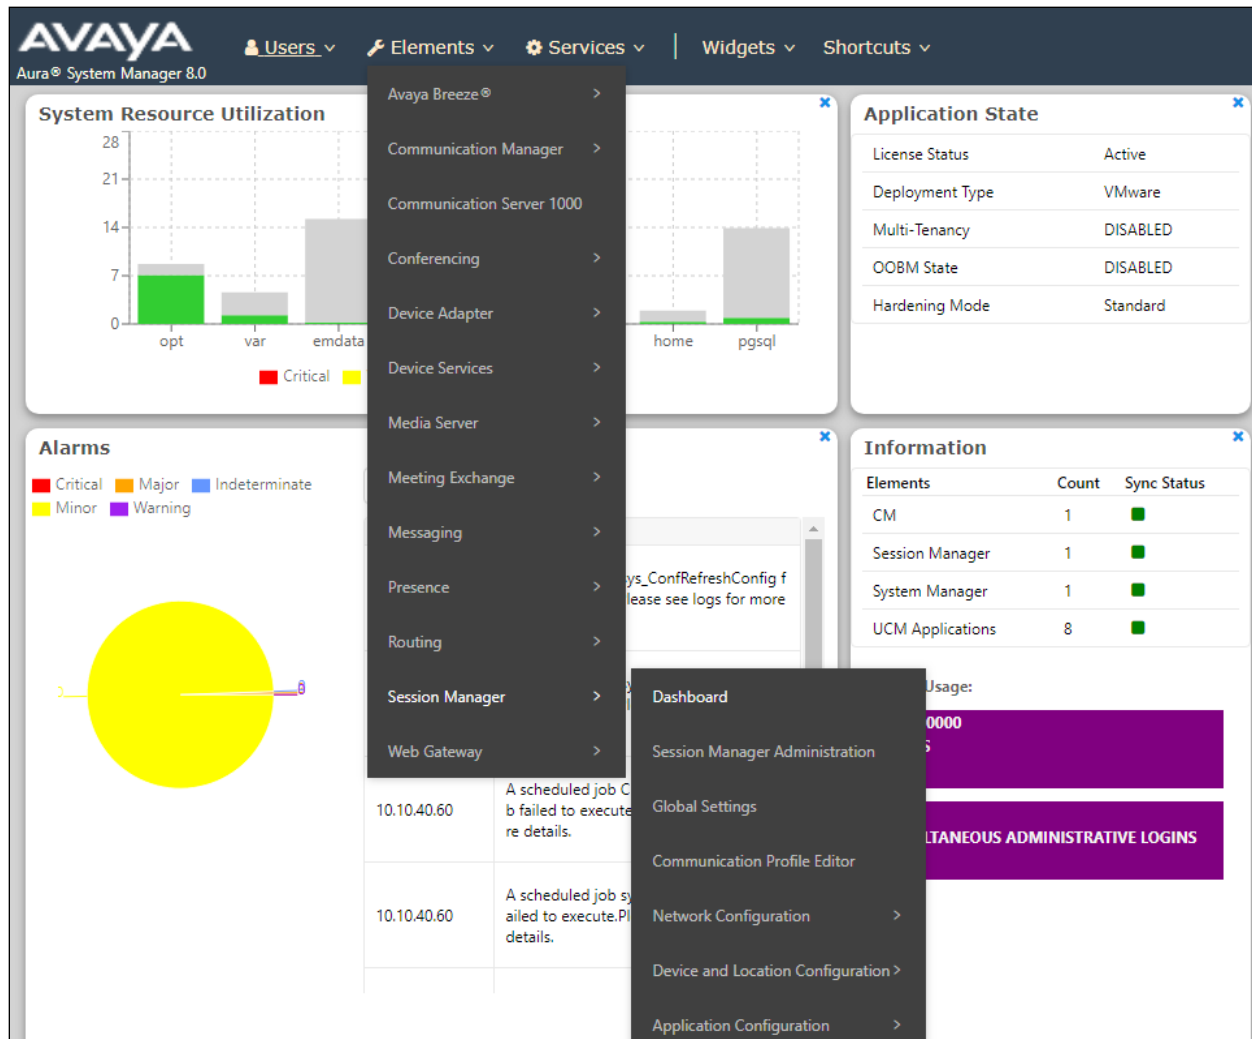 AVAYA
Aura® System Manager 8.0
Users
Elements
Services
Widgets
Shortcuts
System Resource Utilization
28
21
14
7
0
opt
var
emdata
home
pgsql
Critical
Avaya Breeze®
Communication Manager
Communication Server 1000
Conferencing
Device Adapter
Device Services
Media Server
Meeting Exchange
Messaging
Presence
Routing
Session Manager
Web Gateway
Application State
License Status Active
Deployment Type VMware
Multi-Tenancy DISABLED
OOBM State DISABLED
Hardening Mode Standard
Alarms
Critical Major Indeterminate
Minor Warning
ys_ConfRefreshConfig f
lease see logs for more
10.10.40.60
A scheduled job C
b failed to execute
re details.
10.10.40.60
A scheduled job sy
ailed to execute.Pl
details.
Information
Elements Count Sync Status
CM 1
Session Manager 1
System Manager 1
UCM Applications 8
Usage:
0000
LTANEOUS ADMINISTRATIVE LOGINS
Dashboard
Session Manager Administration
Global Settings
Communication Profile Editor
Network Configuration
Device and Location Configuration
Application Configuration